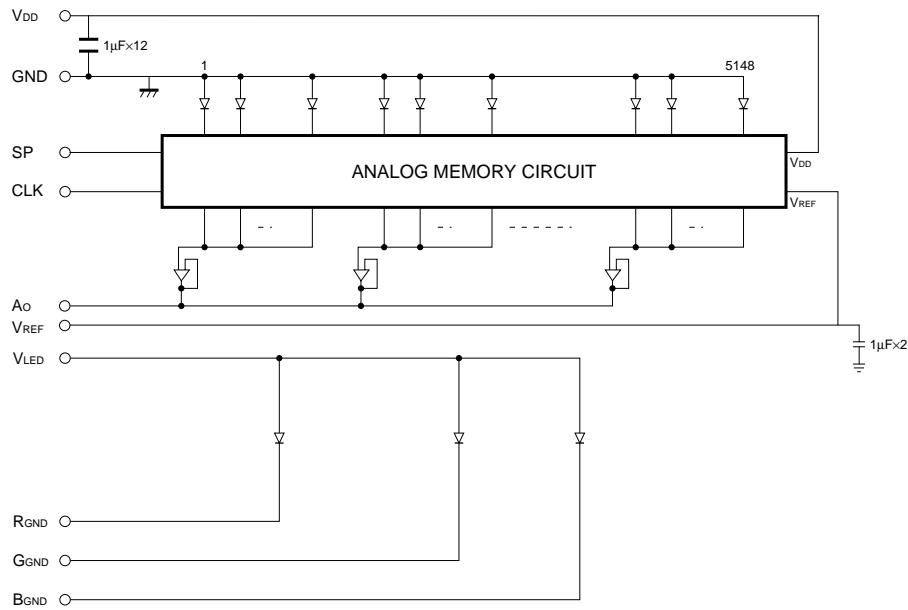 VDD
1μF×12
GND
1
5148
SP
ANALOG MEMORY CIRCUIT
VDD
CLK
VREF
AO
VREF
1μF×2
VLED
RGND
GGND
BGND